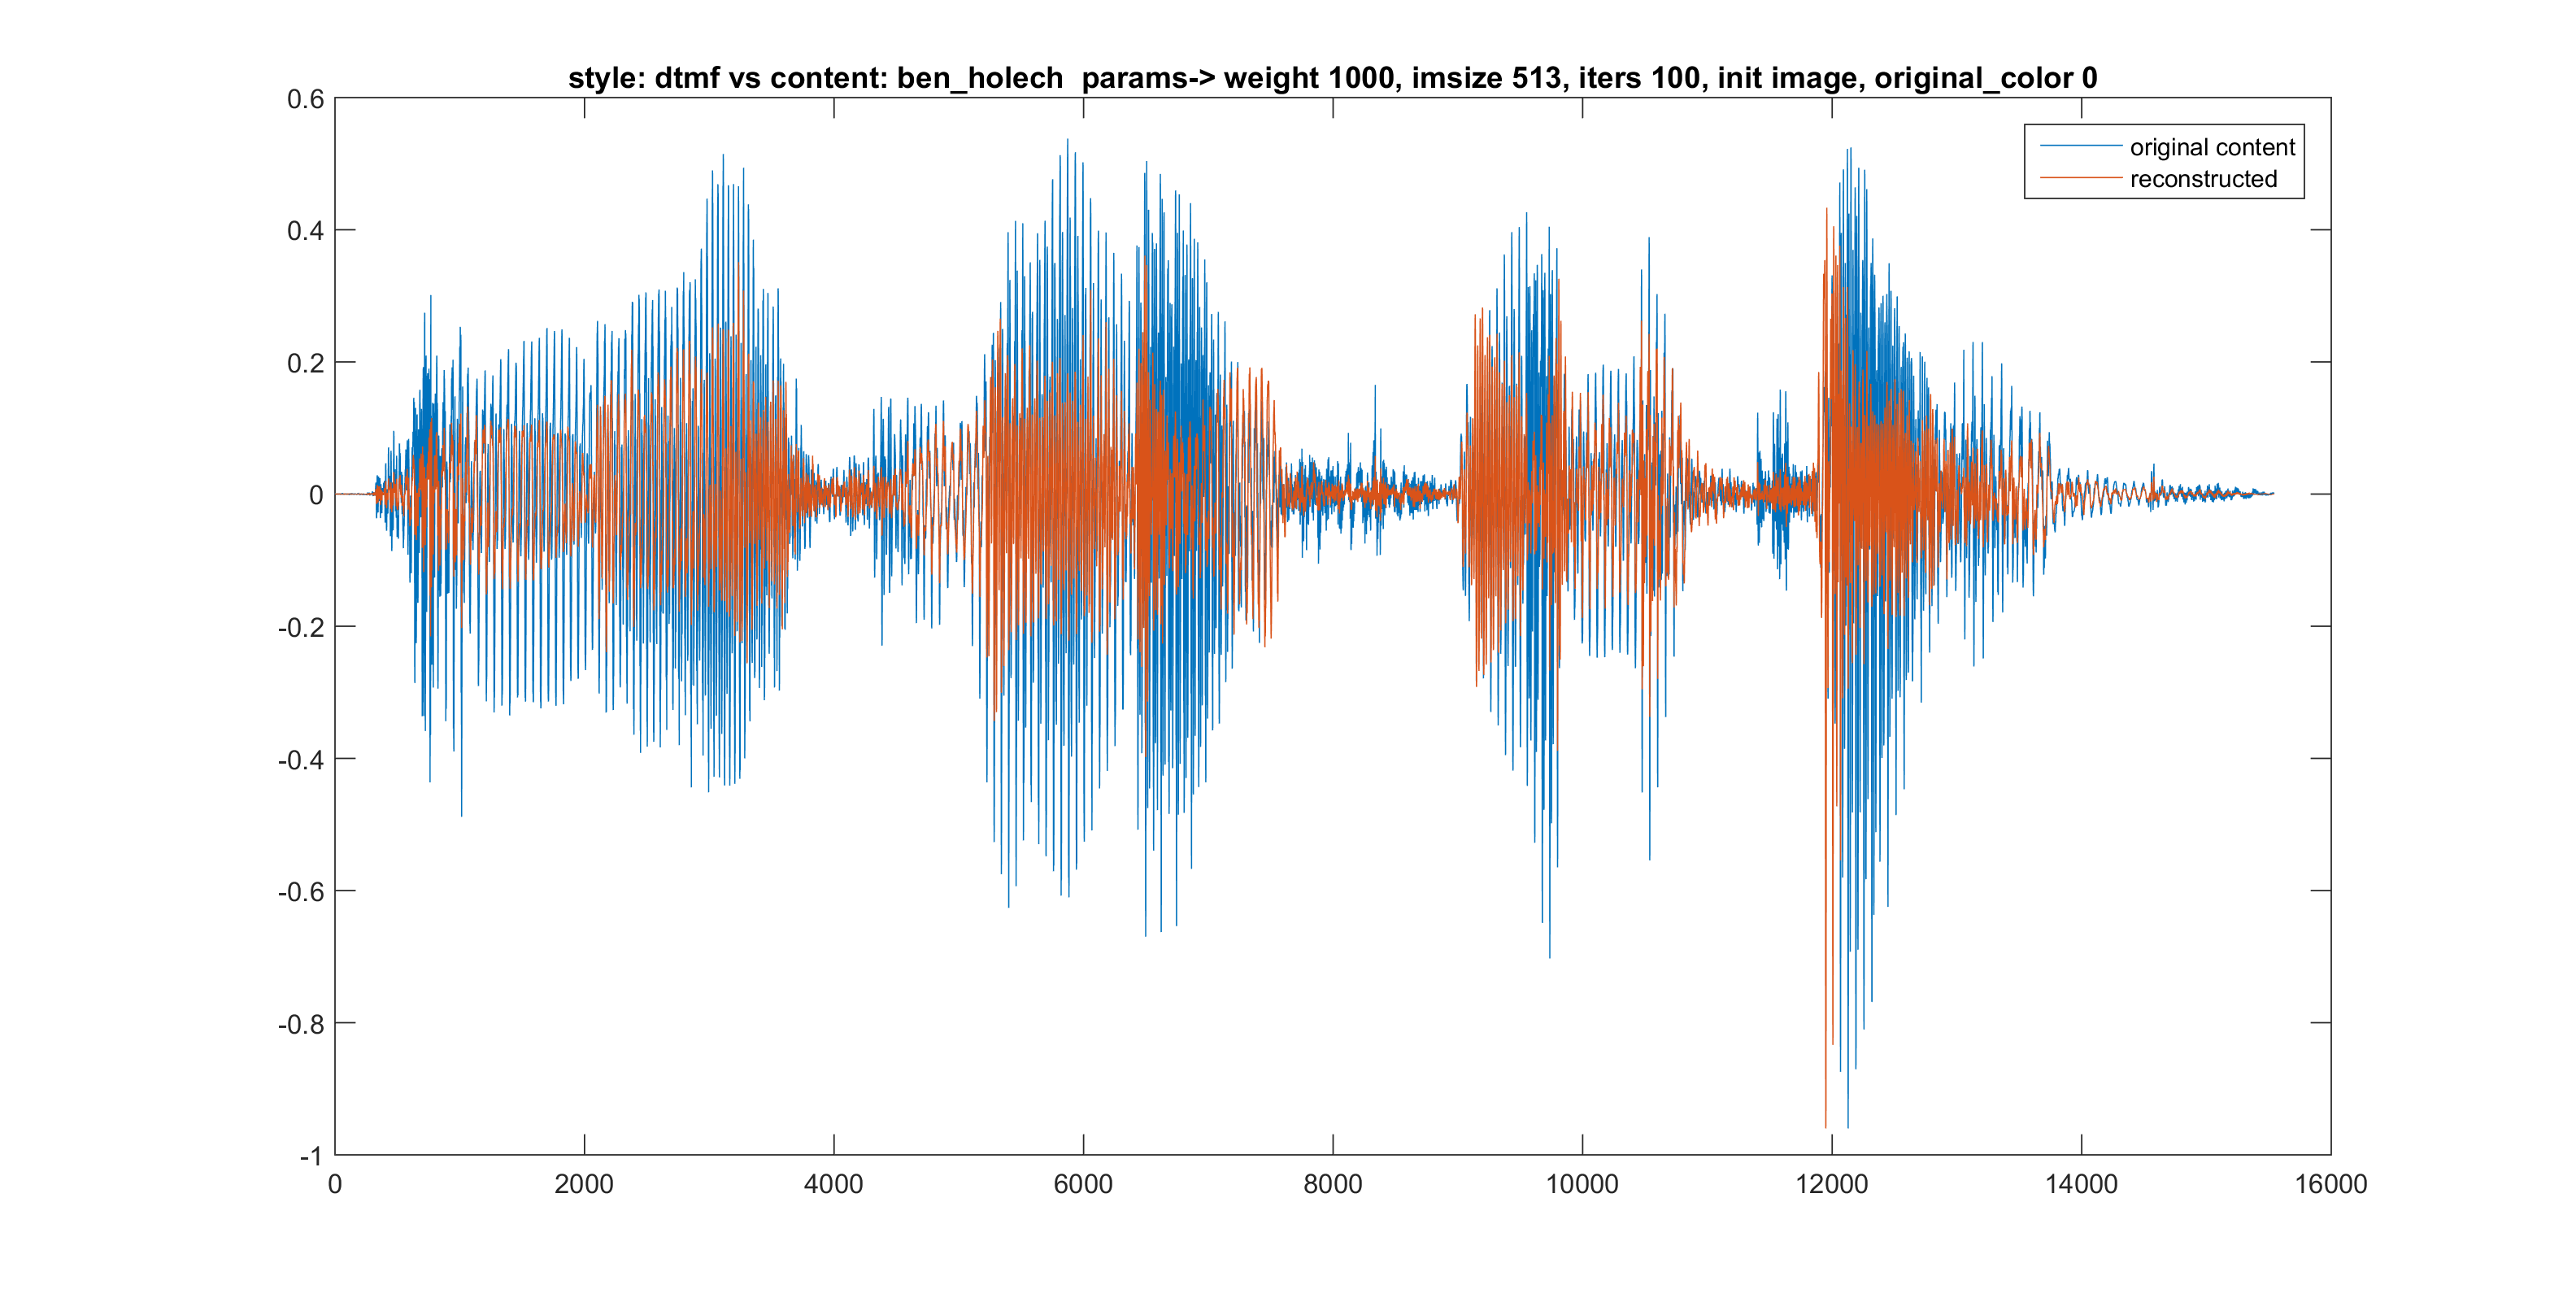 style: dtmf vs content: ben_holech  params-> weight 1000, imsize 513, iters 100, init image, original_color 0
original content
reconstructed
0.6
0.4
0.2
0
-0.2
-0.4
-0.6
-0.8
-1
0 2000 4000 6000 8000 10000 12000 14000 16000